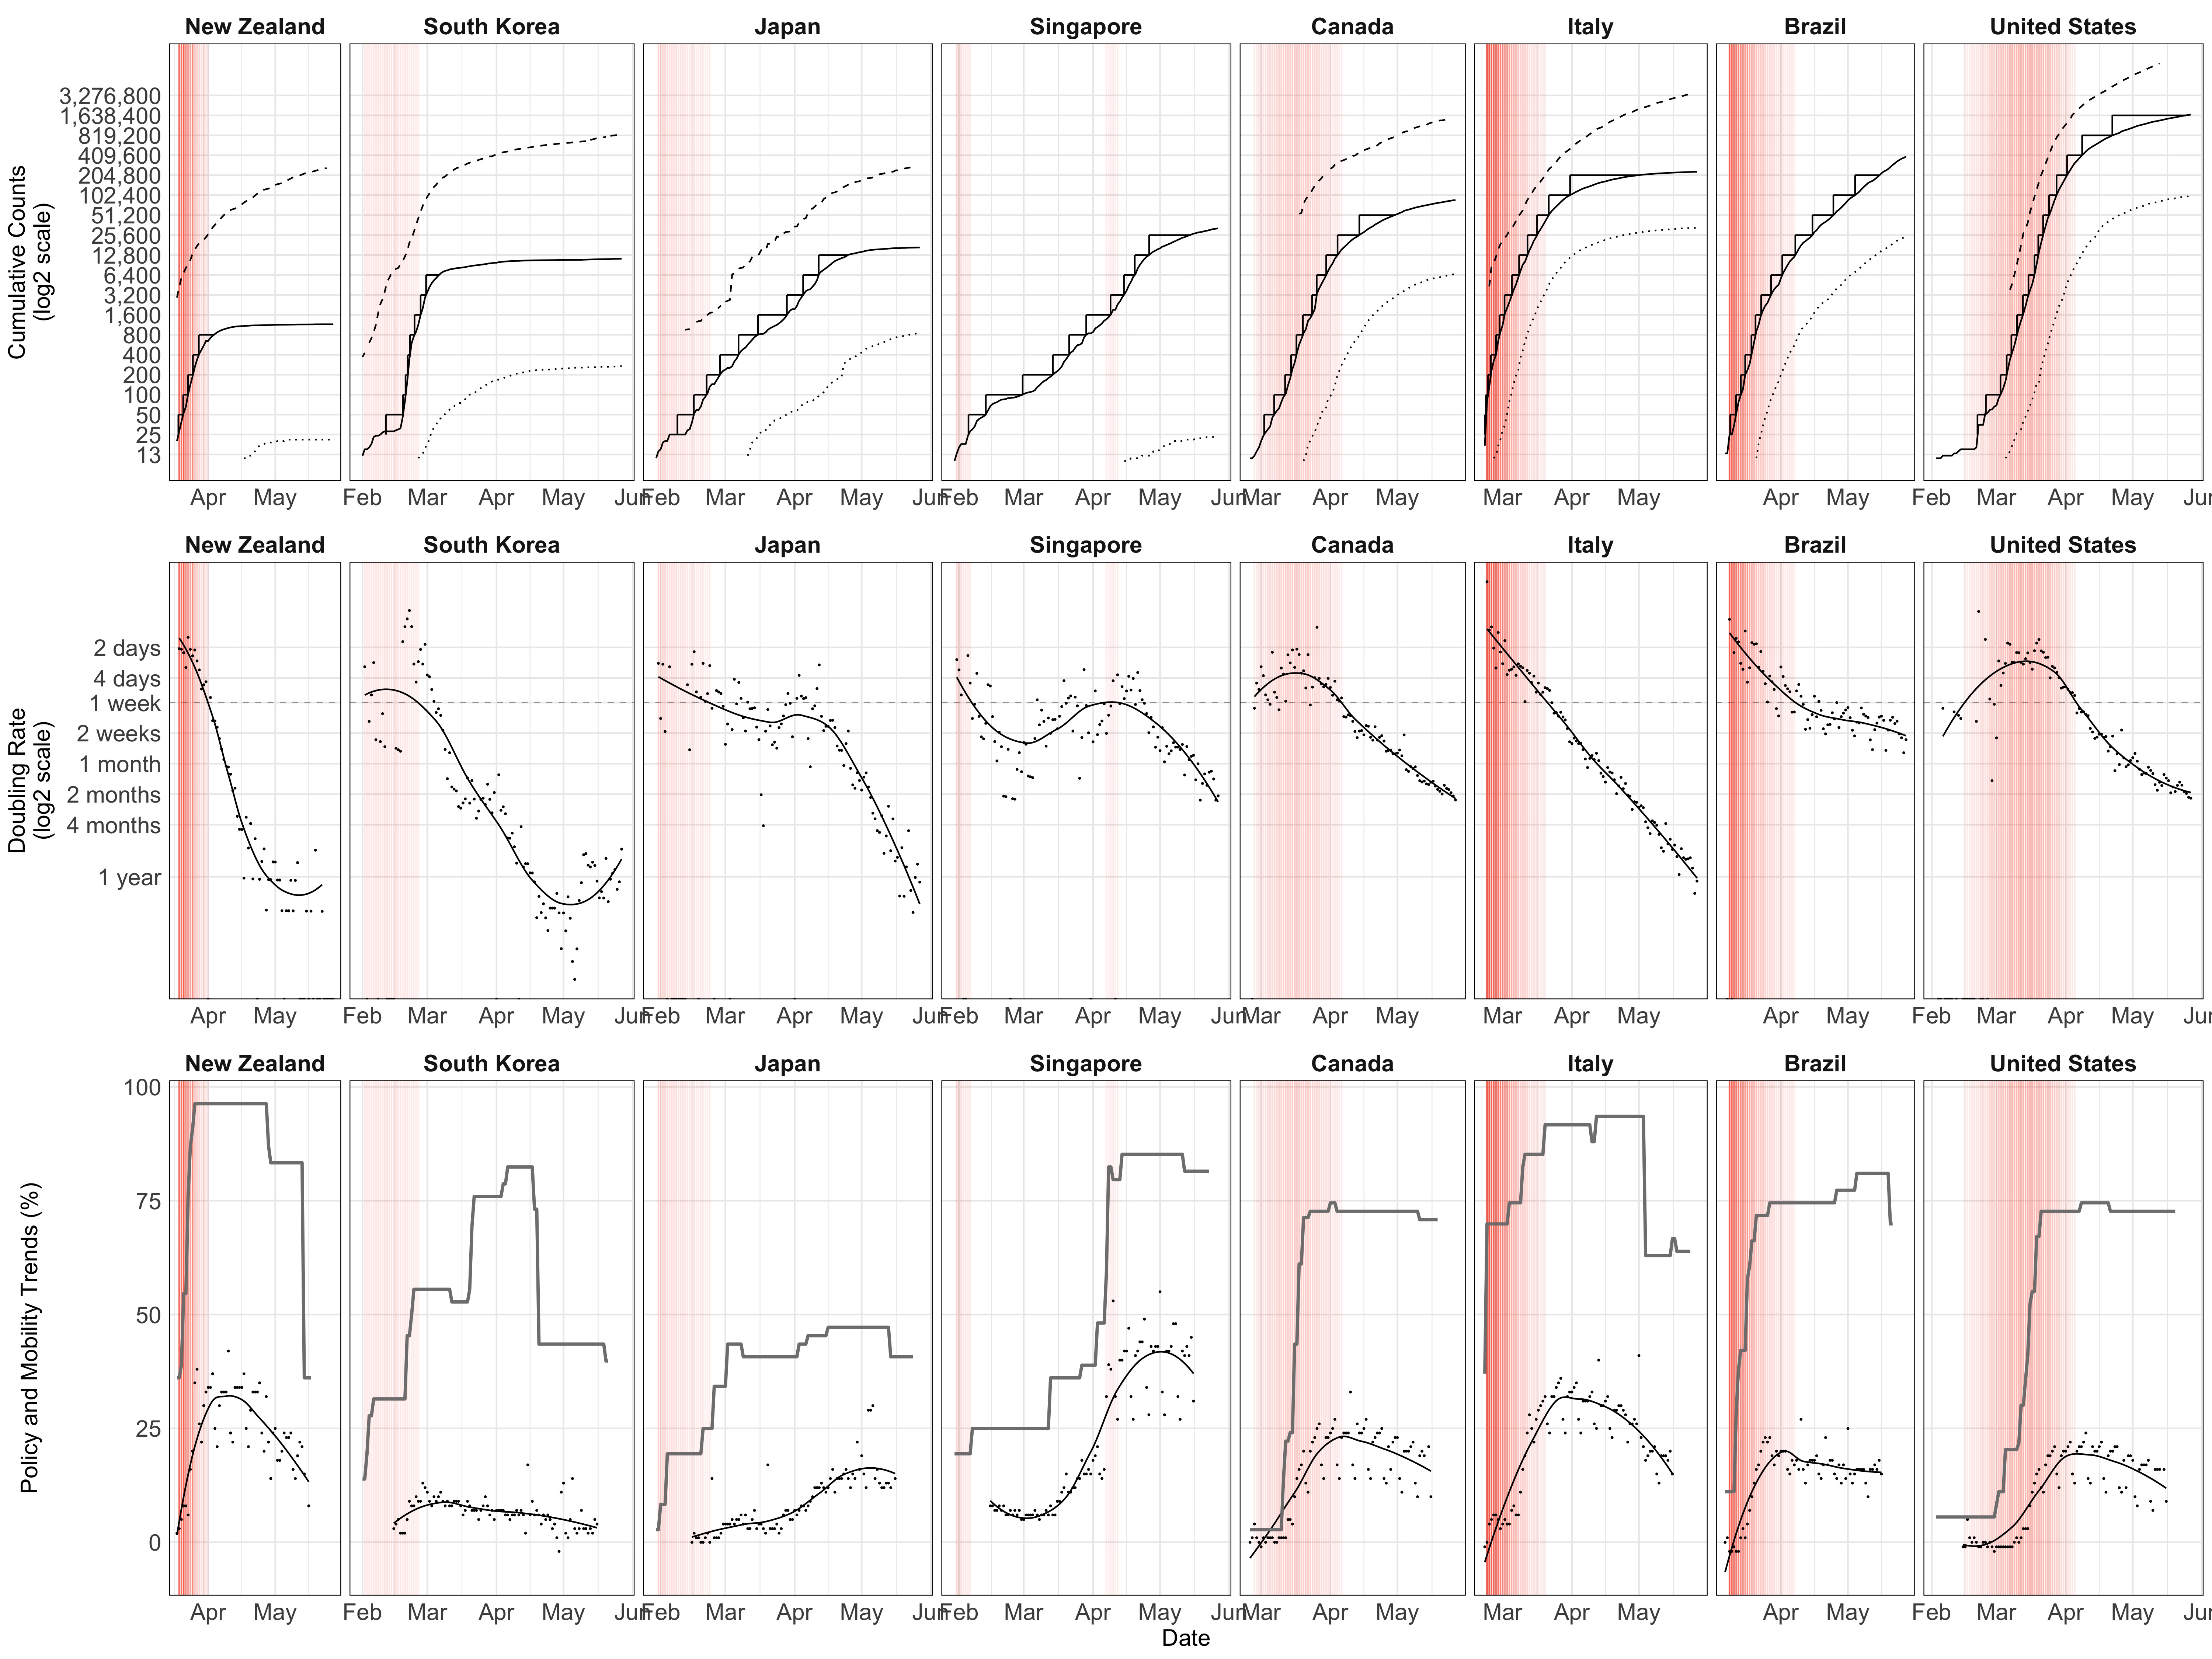 New Zealand South Korea Japan Singapore Canada Italy Brazil United States
Cumulative Counts
(log2 scale)
3,276,800
1,638,400
819,200
409,600
204,800
102,400
51,200
25,600
12,800
6,400
3,200
1,600
800
400
200
100
50
25
13
Apr May Feb Mar Apr May Jun Feb Mar Apr May Jun Feb Mar Apr May Jun Mar Apr May Mar Apr May Apr May Feb Mar Apr May Jun
New Zealand South Korea Japan Singapore Canada Italy Brazil United States
Doubling Rate
(log2 scale)
2 days
4 days
1 week
2 weeks
1 month
2 months
4 months
1 year
Apr May Feb Mar Apr May Jun Feb Mar Apr May Jun Feb Mar Apr May Jun Mar Apr May Mar Apr May Apr May Feb Mar Apr May Jun
New Zealand South Korea Japan Singapore Canada Italy Brazil United States
Policy and Mobility Trends (%)
100
75
50
25
0
Apr May Feb Mar Apr May Jun Feb Mar Apr May Jun Feb Mar Apr May Jun Mar Apr May Mar Apr May Apr May Feb Mar Apr May Jun
Date